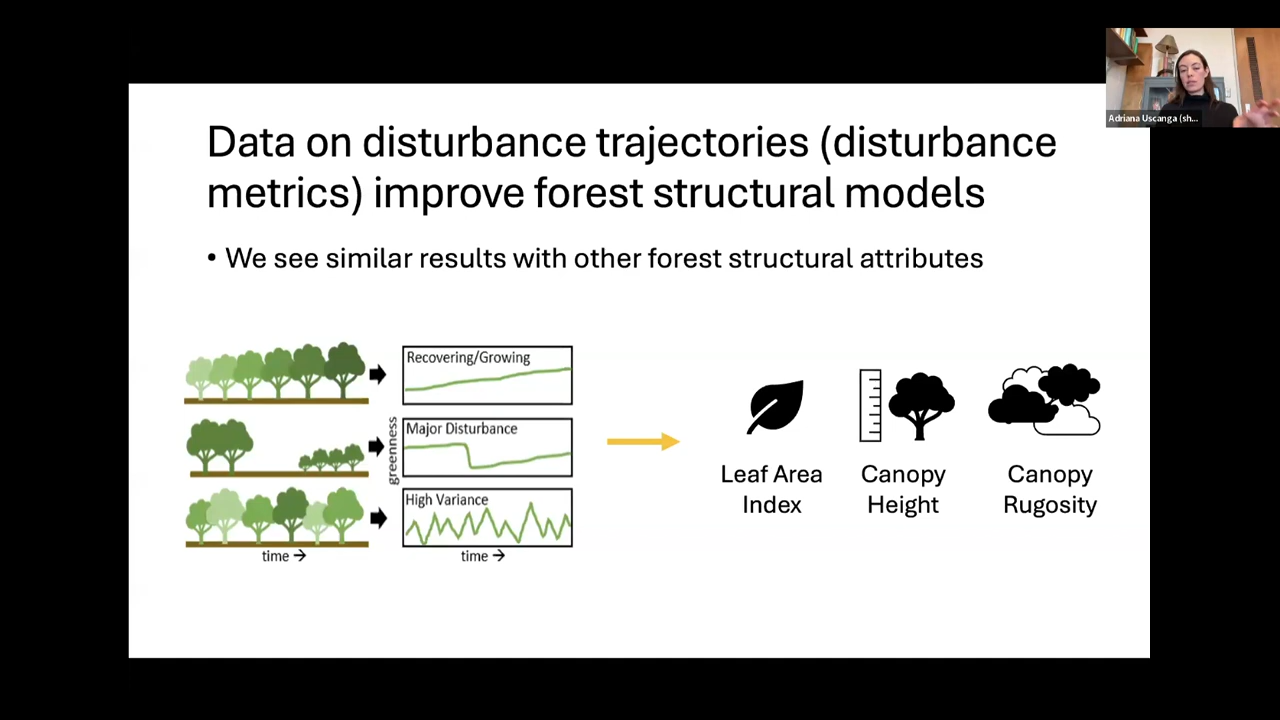 Adriana Uscanga (sh...
Data on disturbance trajectories (disturbance
metrics) improve forest structural models
• We see similar results with other forest structural attributes
Recovering/Growing
Major Disturbance
High Variance
greenness
time →
time →
Leaf Area
Index
Canopy
Height
Canopy
Rugosity